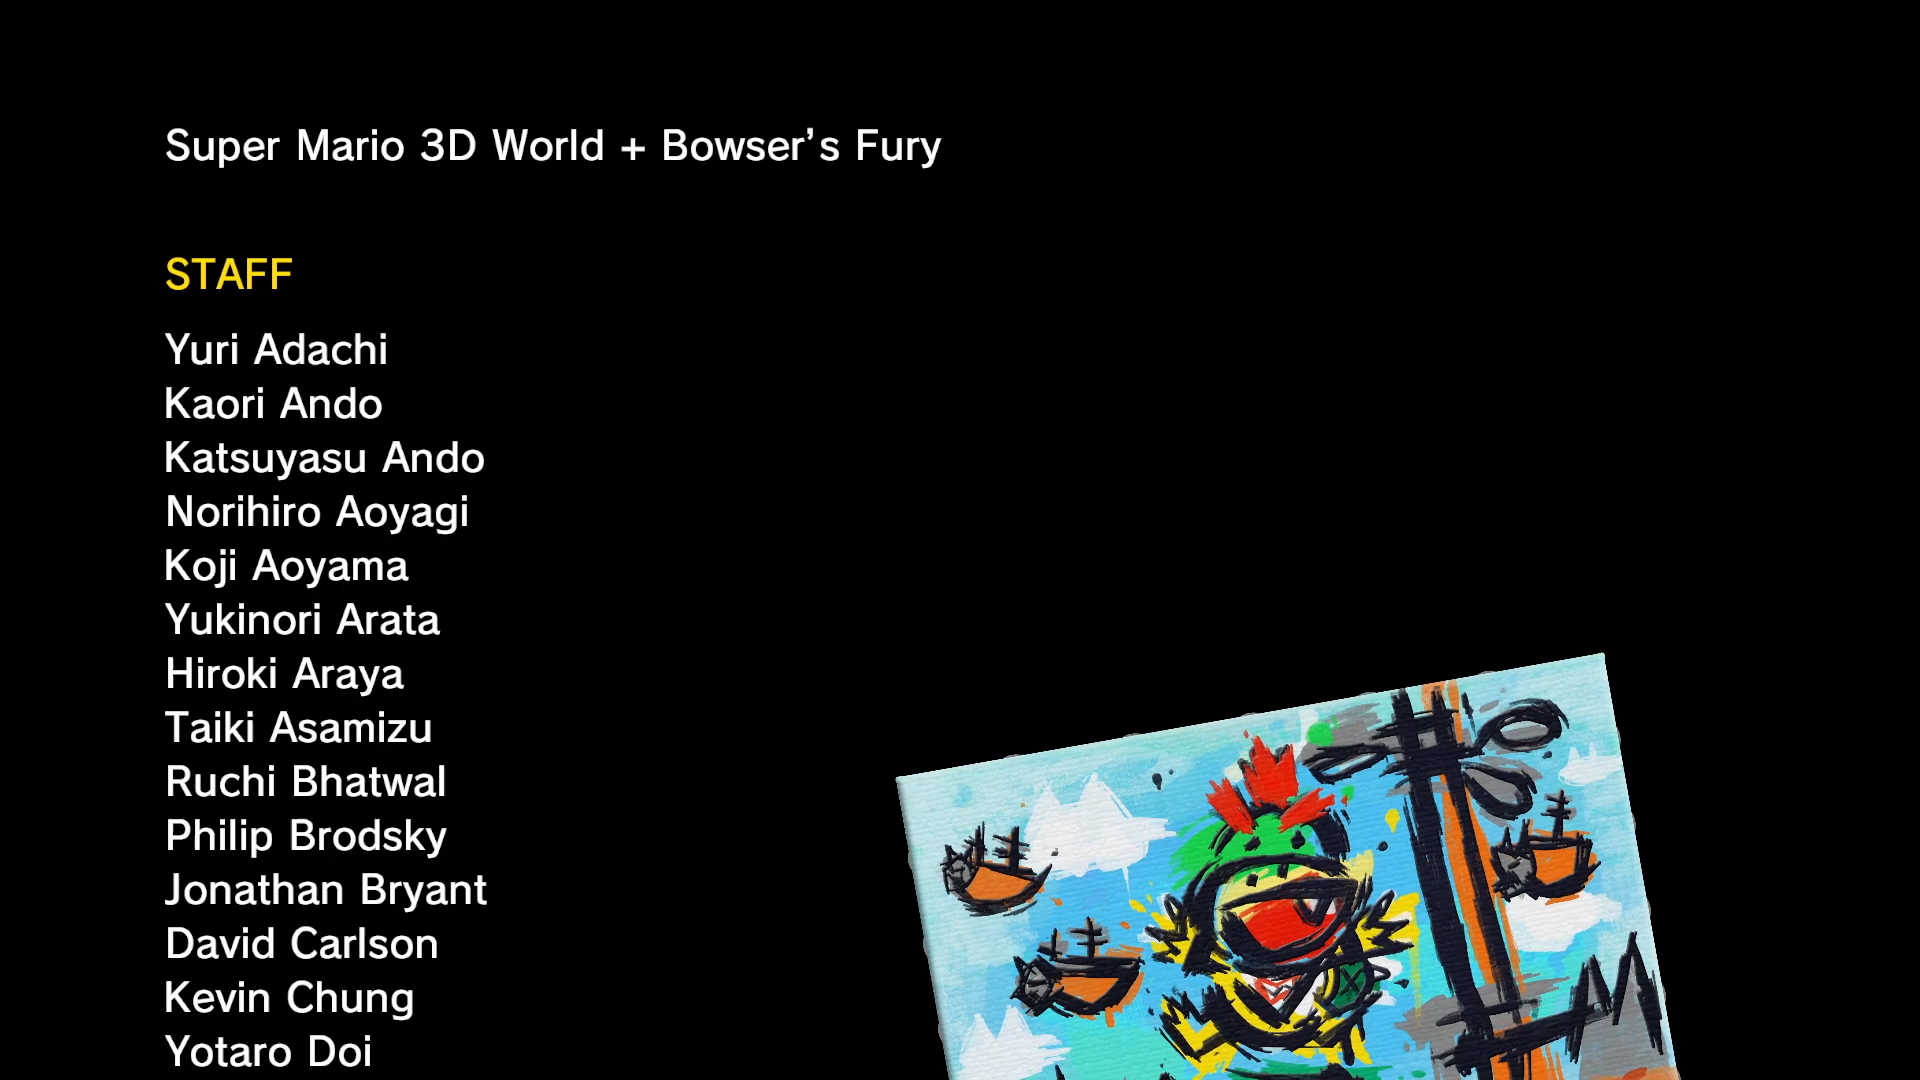 Super Mario 3D World + Bowser’s Fury
STAFF
Yuri Adachi
Kaori Ando
Katsuyasu Ando
Norihiro Aoyagi
Koji Aoyama
Yukinori Arata
Hiroki Araya
Taiki Asamizu
Ruchi Bhatwal
Philip Brodsky
Jonathan Bryant
David Carlson
Kevin Chung
Yotaro Doi